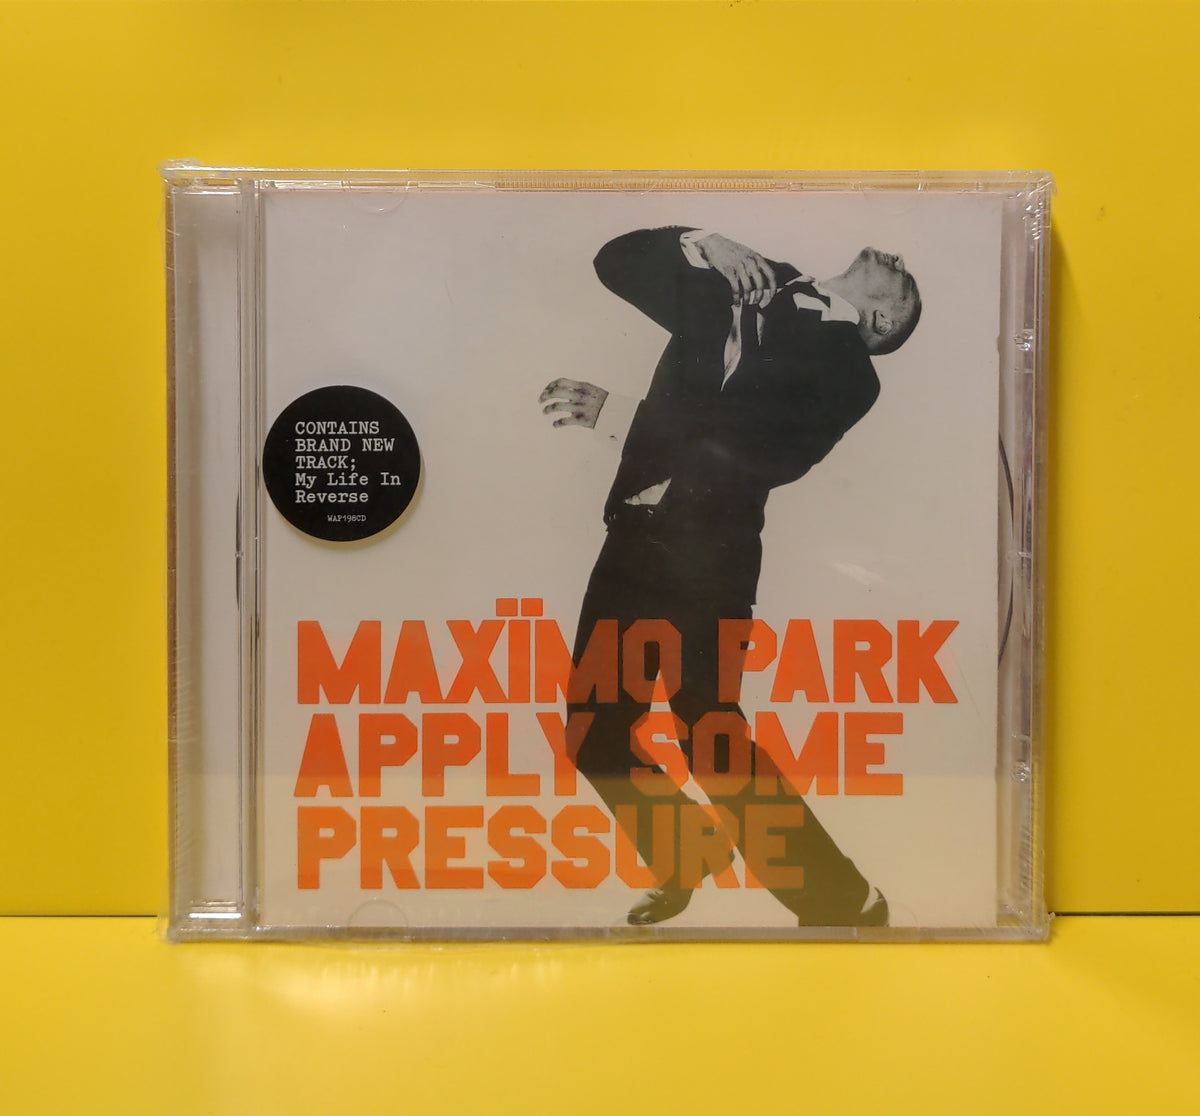 CONTAINS
BRAND NEW
TRACK;
My Life In
Reverse
WAP198CD
MAXÏMO PARK
APPLY SOME
PRESSURE